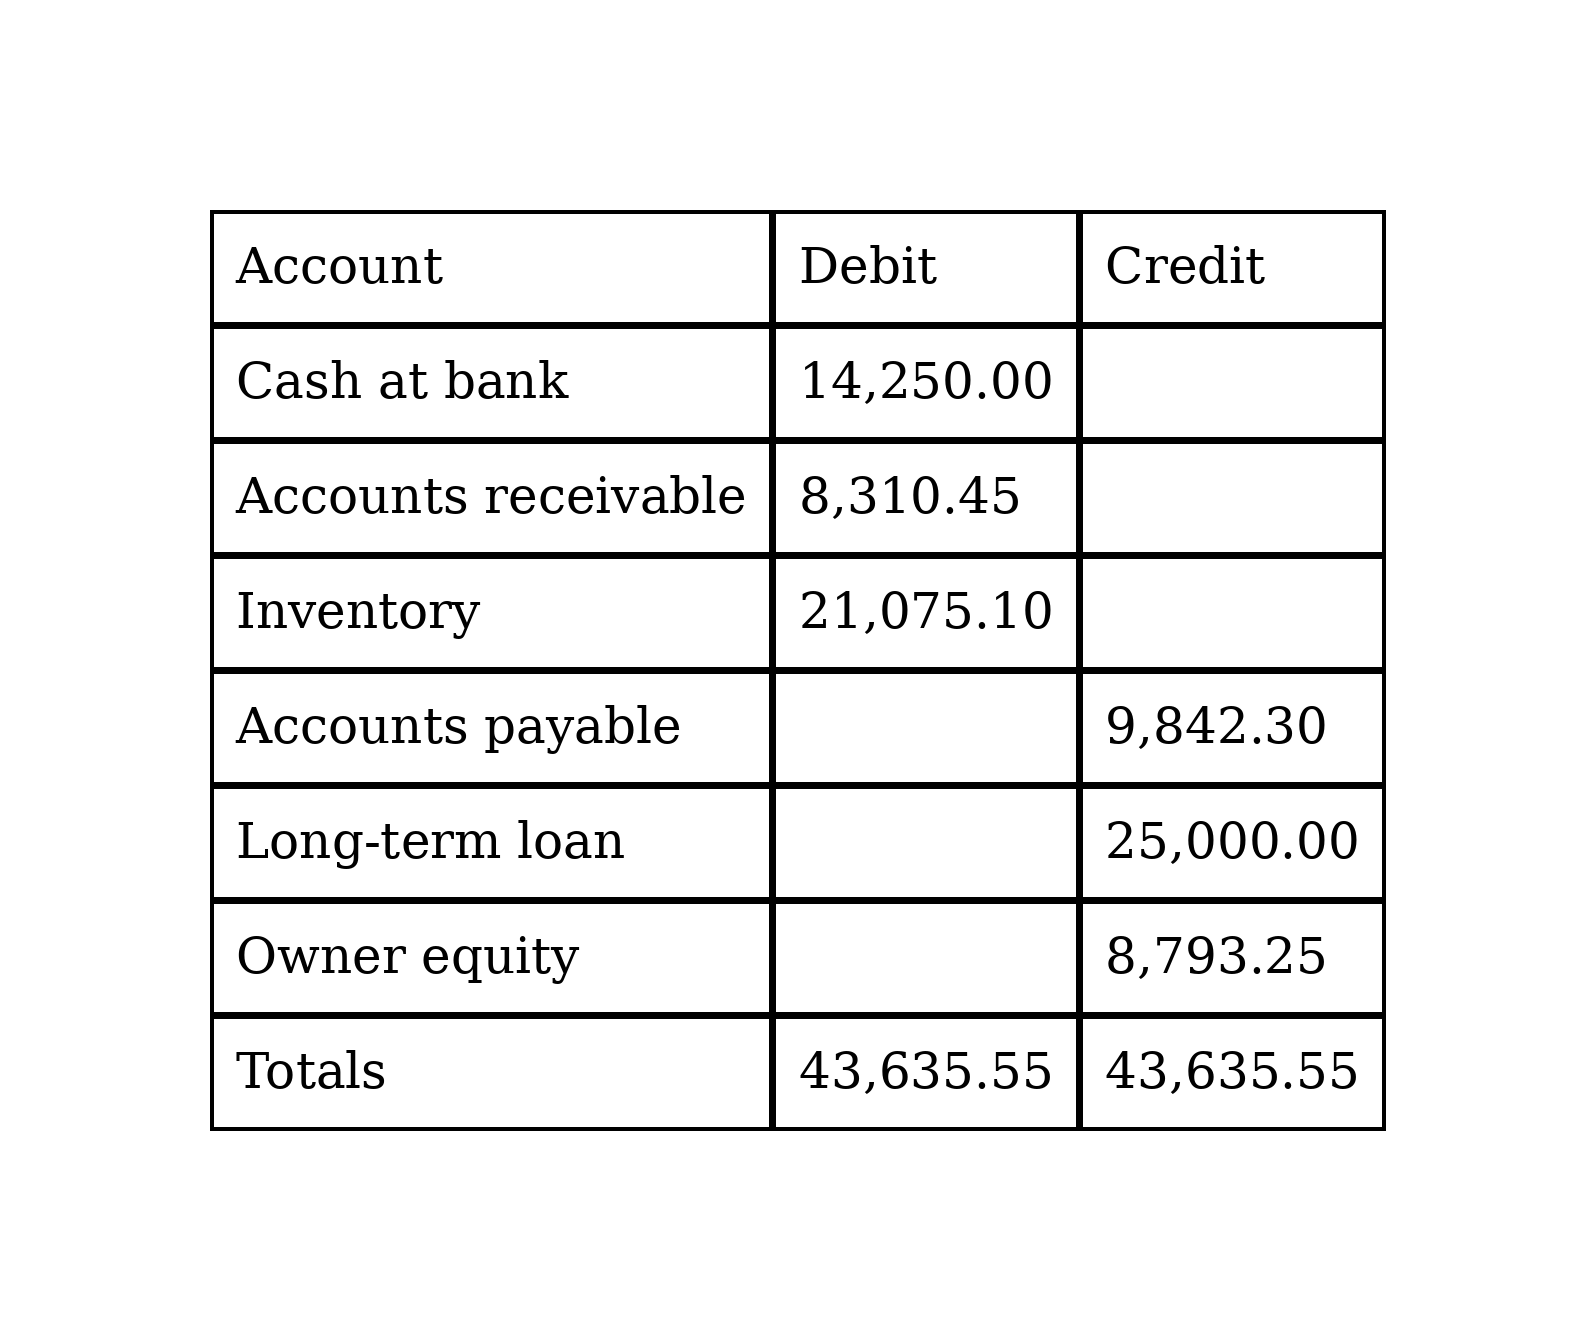 Account Debit Credit
Cash at bank 14,250.00
Accounts receivable 8,310.45
Inventory 21,075.10
Accounts payable 9,842.30
Long-term loan 25,000.00
Owner equity 8,793.25
Totals 43,635.55 43,635.55